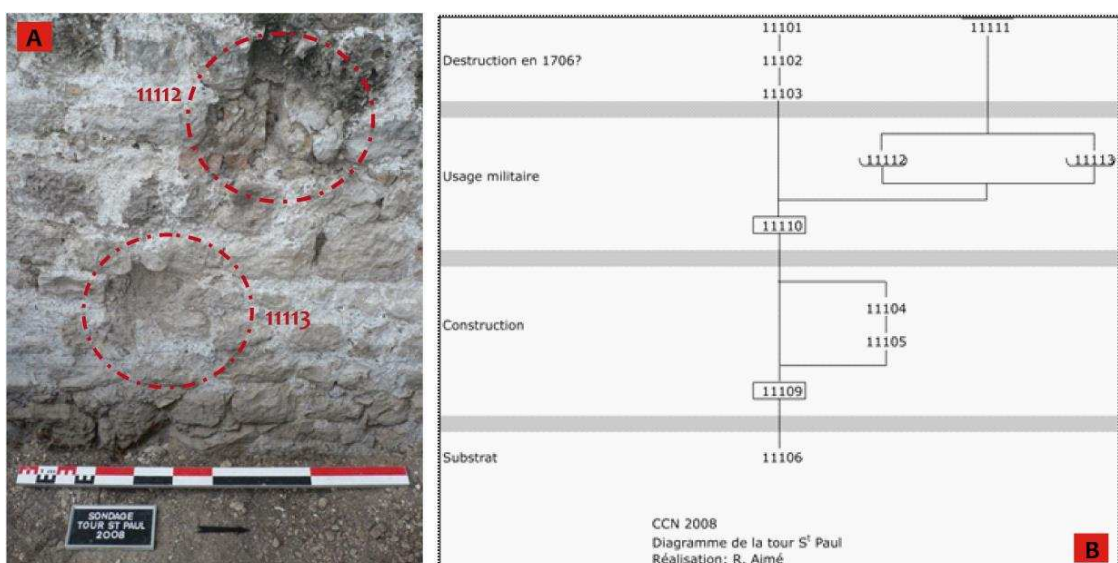 A
11112
11113
SONDAGE
TOUR ST PAUL
2008
11101
11111
Destruction en 1706?
11102
11103
11112
11113
Usage militaire
11110
11104
Construction
11105
11109
Substrat
11106
CCN 2008
Diagramme de la tour Sᵗ Paul
Réalisation: R. Aimé
B